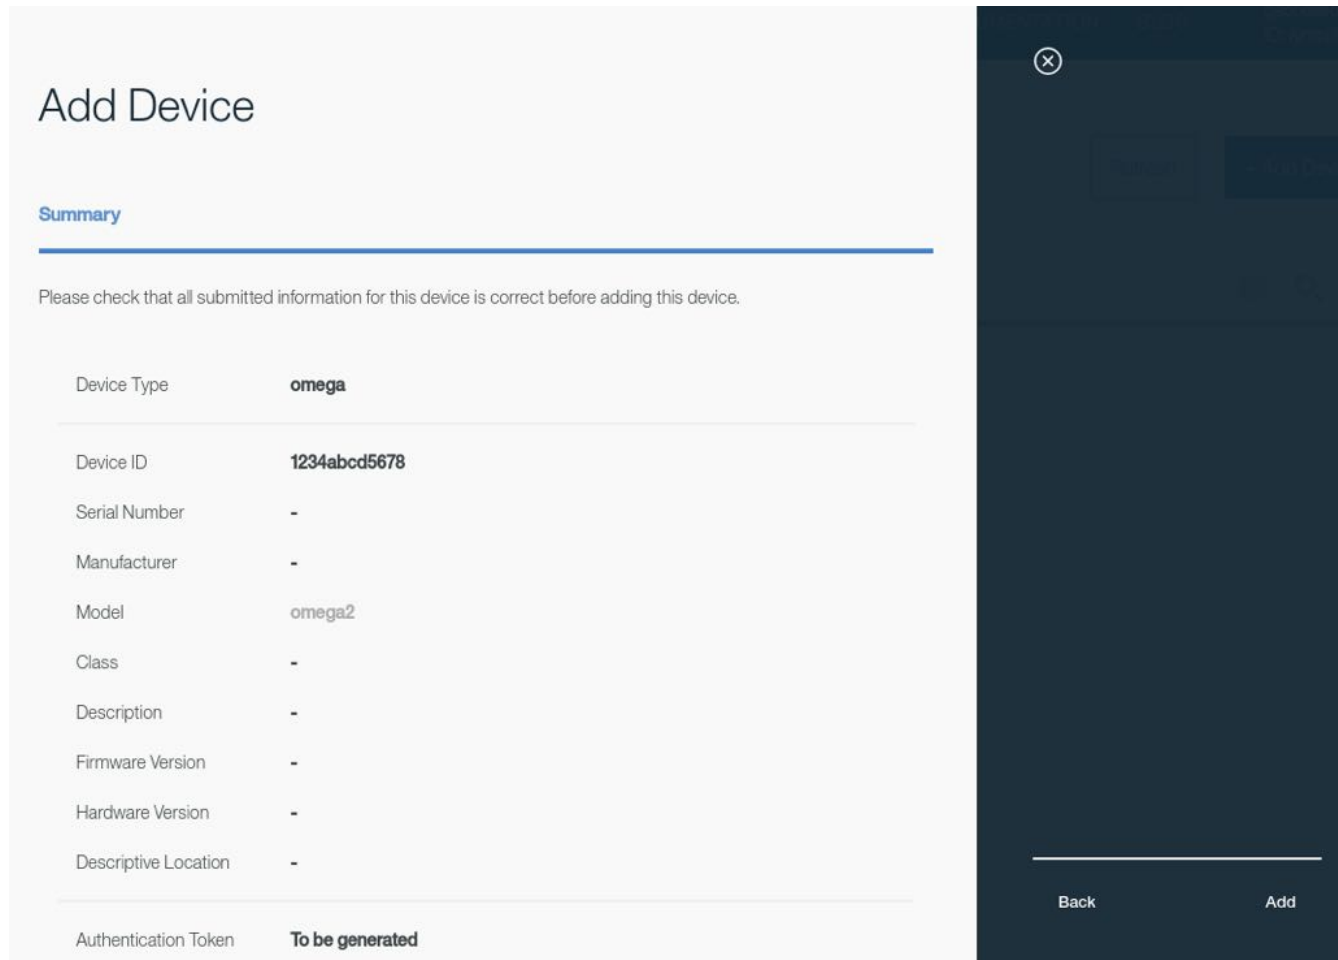 Add Device
Summary
Please check that all submitted information for this device is correct before adding this device.
Device Type omega
Device ID 1234abcd5678
Serial Number -
Manufacturer -
Model omega2
Class -
Description -
Firmware Version -
Hardware Version -
Descriptive Location -
Authentication Token To be generated
Back Add